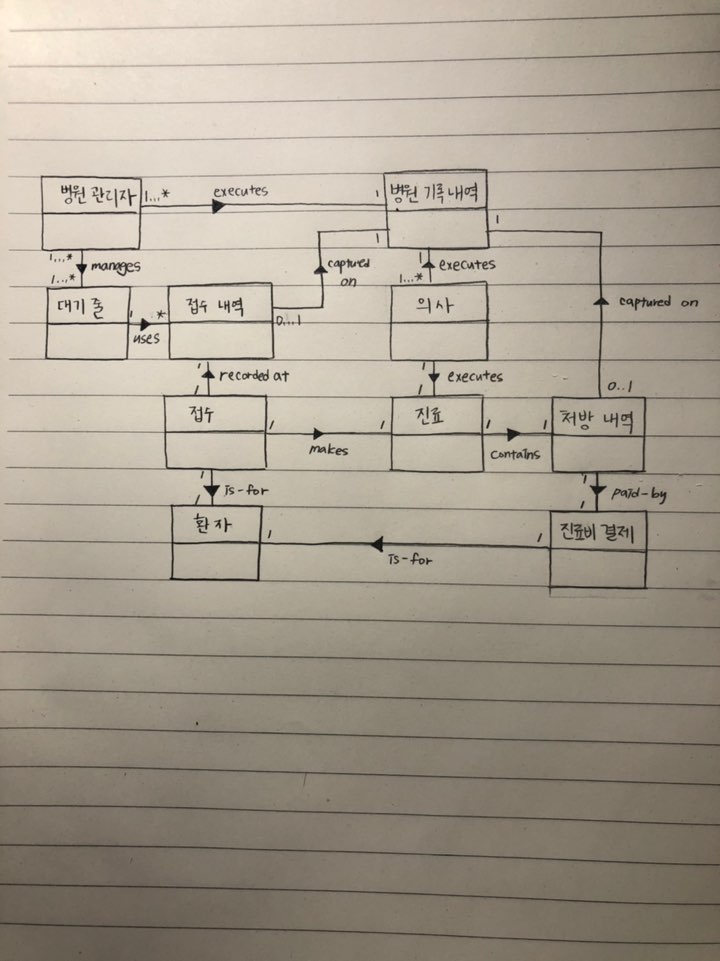 병원 관리자
1...*
executes
1
병원 기록 내역
1...*
manages
1...*
1
captured
on
1...*
executes
1
captured on
대기 줄
1
*
uses
접수 내역
0...1
의사
1
recorded at
1
1
executes
1
0..1
접수
1
makes
1
진료
1
contains
1
처방 내역
1
is-for
1
1
paid-by
1
환자
1
is-for
1
진료비 결제